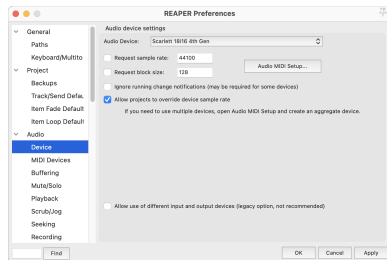 REAPER Preferences
General
Paths
Keyboard/Multito
Project
Backups
Track/Send Defau
Item Fade Default
Item Loop Default
Audio
Device
MIDI Devices
Buffering
Mute/Solo
Playback
Scrub/Jog
Seeking
Recording
Find
Audio device settings
Audio Device: Scarlett 18i16 4th Gen
Request sample rate: 44100
Request block size: 128
Audio MIDI Setup...
Ignore running change notifications (may be required for some devices)
Allow projects to override device sample rate
If you need to use multiple devices, open Audio MIDI Setup and create an aggregate device.
Allow use of different input and output devices (legacy option, not recommended)
OK
Cancel
Apply